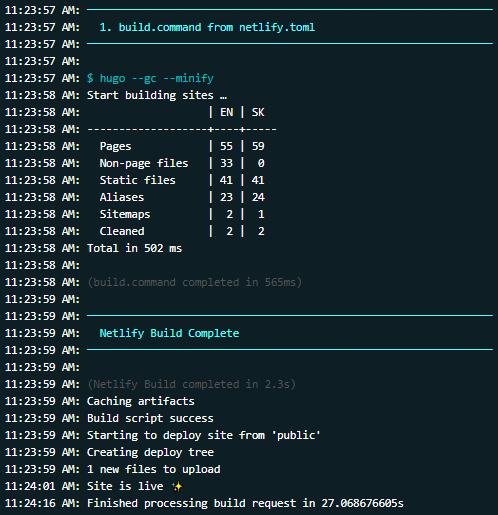 11:23:57 AM: ────────────────────────────────────────────────────────────────
11:23:57 AM:   1. build.command from netlify.toml
11:23:57 AM: ────────────────────────────────────────────────────────────────
11:23:57 AM:
11:23:57 AM: $ hugo --gc --minify
11:23:58 AM: Start building sites …
11:23:58 AM:                    | EN | SK
11:23:58 AM: -------------------+----+-----
11:23:58 AM:   Pages            | 55 | 59
11:23:58 AM:   Non-page files   | 33 |  0
11:23:58 AM:   Static files     | 41 | 41
11:23:58 AM:   Aliases          | 23 | 24
11:23:58 AM:   Sitemaps         |  2 |  1
11:23:58 AM:   Cleaned          |  2 |  2
11:23:58 AM: Total in 502 ms
11:23:58 AM:
11:23:58 AM: (build.command completed in 565ms)
11:23:59 AM:
11:23:59 AM: ────────────────────────────────────────────────────────────────
11:23:59 AM:   Netlify Build Complete
11:23:59 AM: ────────────────────────────────────────────────────────────────
11:23:59 AM:
11:23:59 AM: (Netlify Build completed in 2.3s)
11:23:59 AM: Caching artifacts
11:23:59 AM: Build script success
11:23:59 AM: Starting to deploy site from 'public'
11:23:59 AM: Creating deploy tree
11:23:59 AM: 1 new files to upload
11:24:01 AM: Site is live ✨
11:24:16 AM: Finished processing build request in 27.068676605s